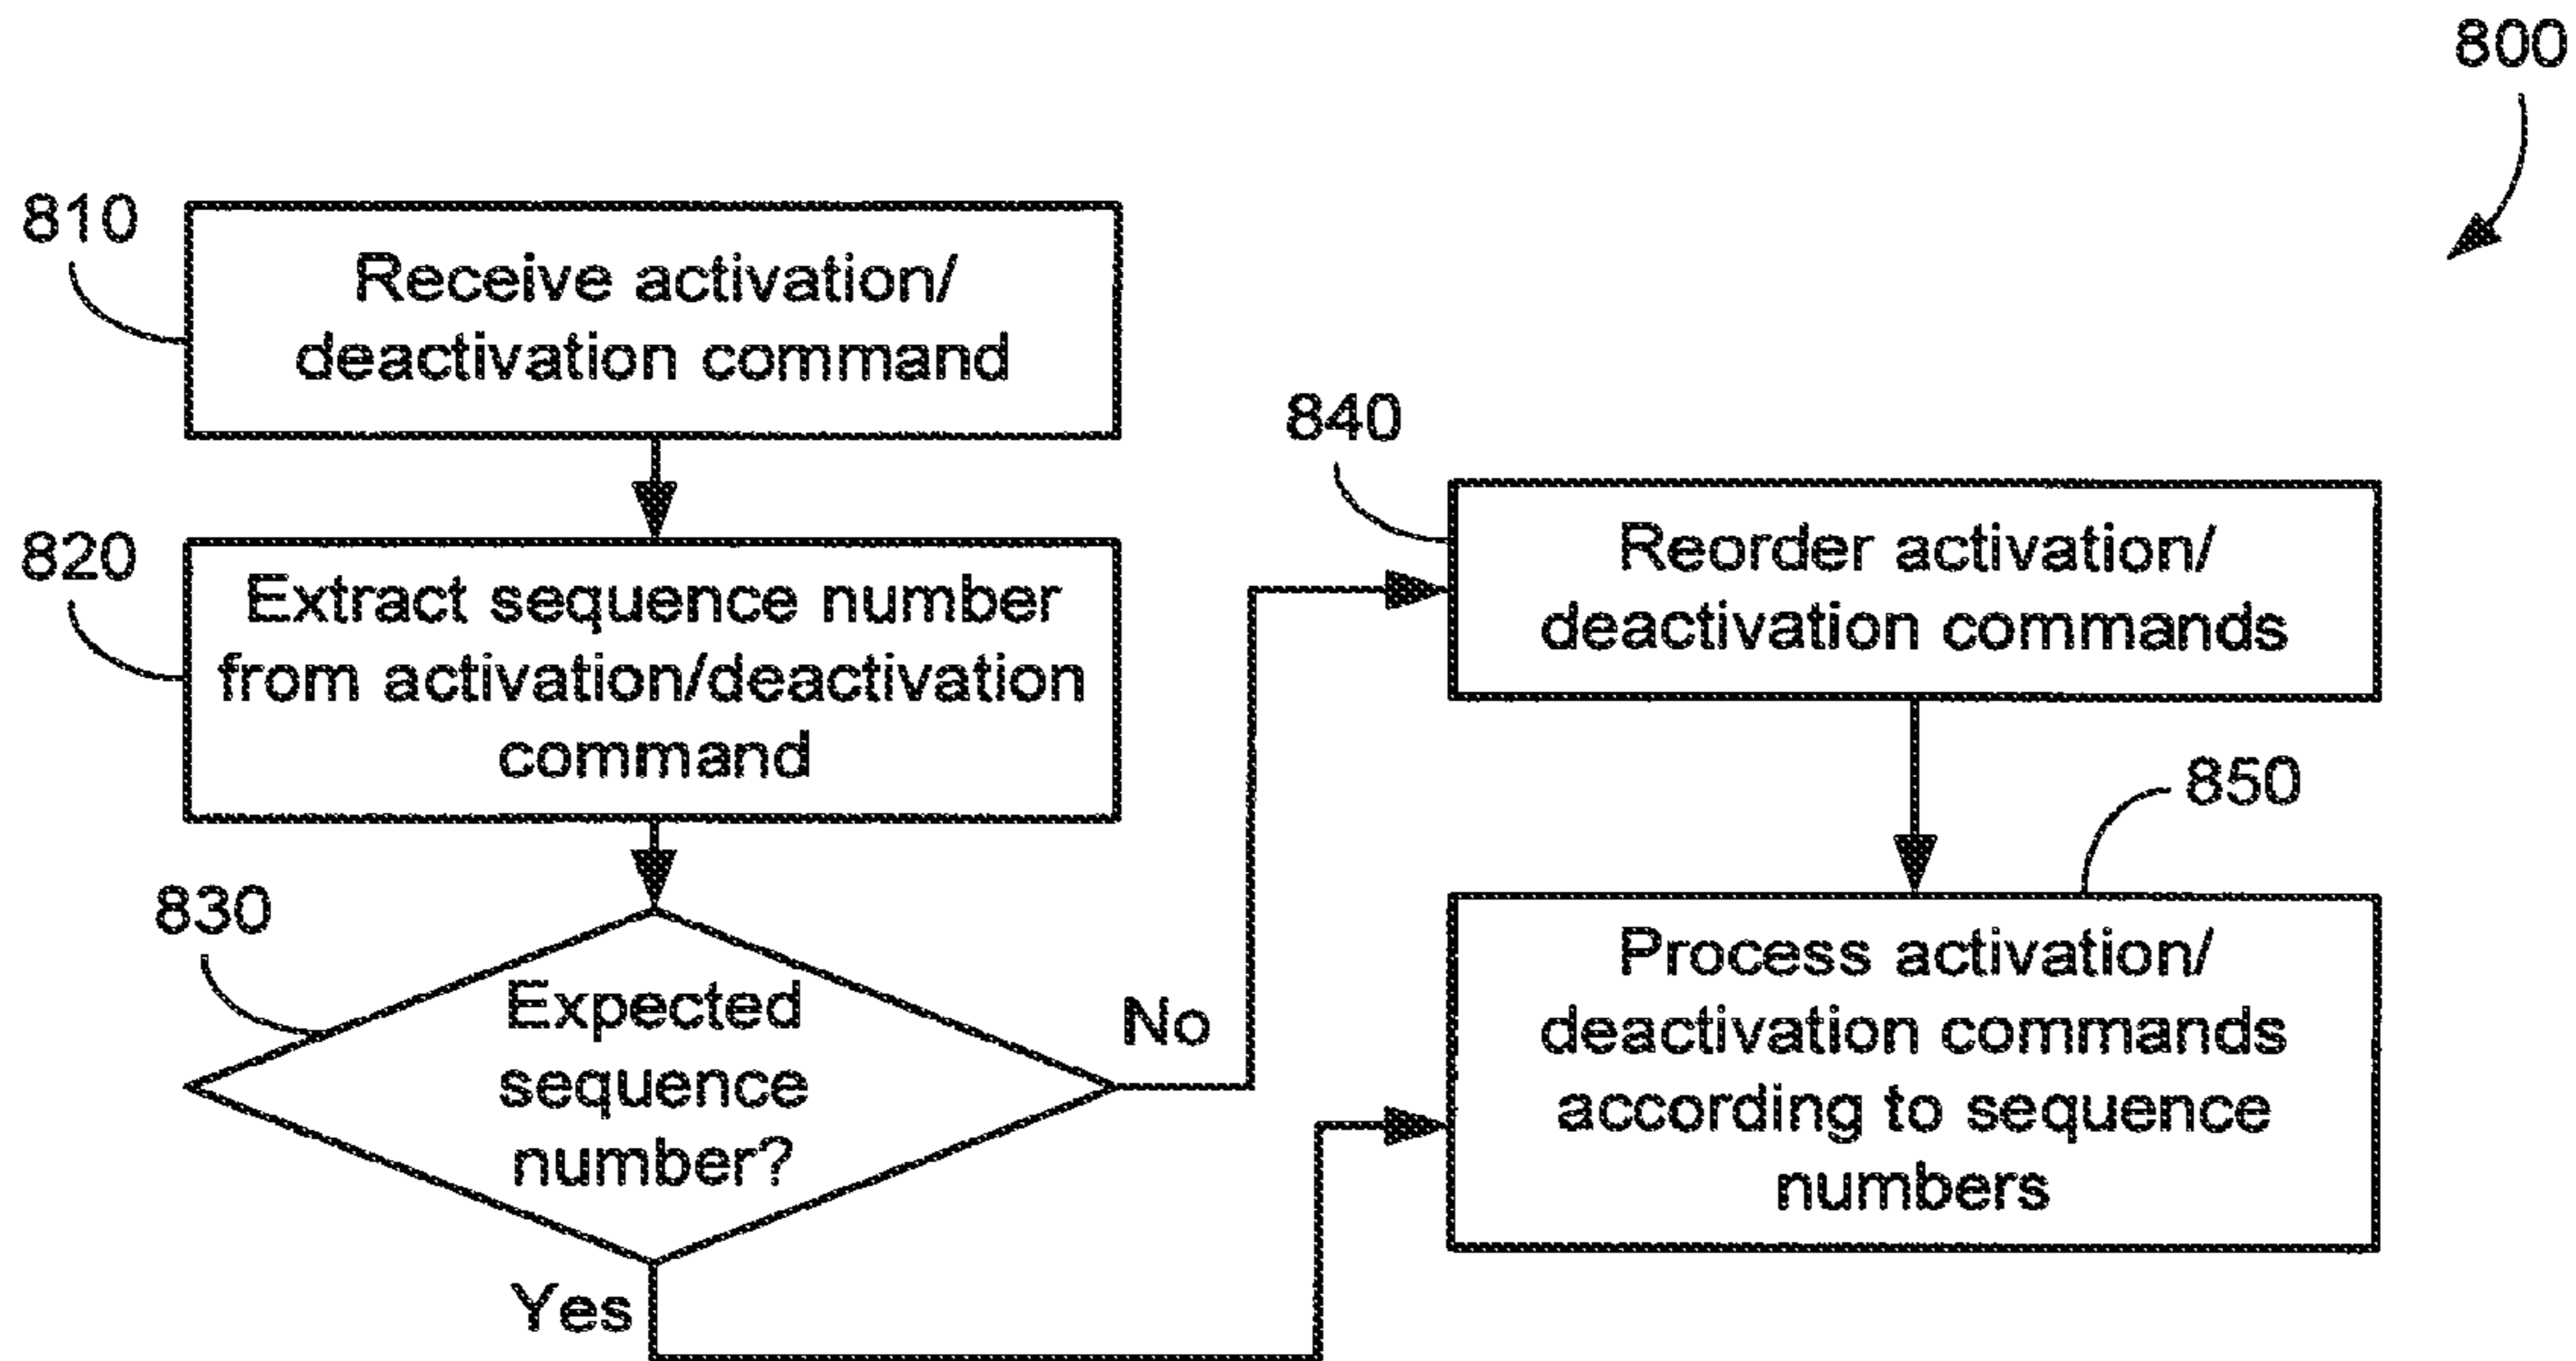 800
810
Receive activation/
deactivation command
820
Extract sequence number
from activation/deactivation
command
830
Expected
sequence
number?
No
Yes
840
Reorder activation/
deactivation commands
850
Process activation/
deactivation commands
according to sequence
numbers